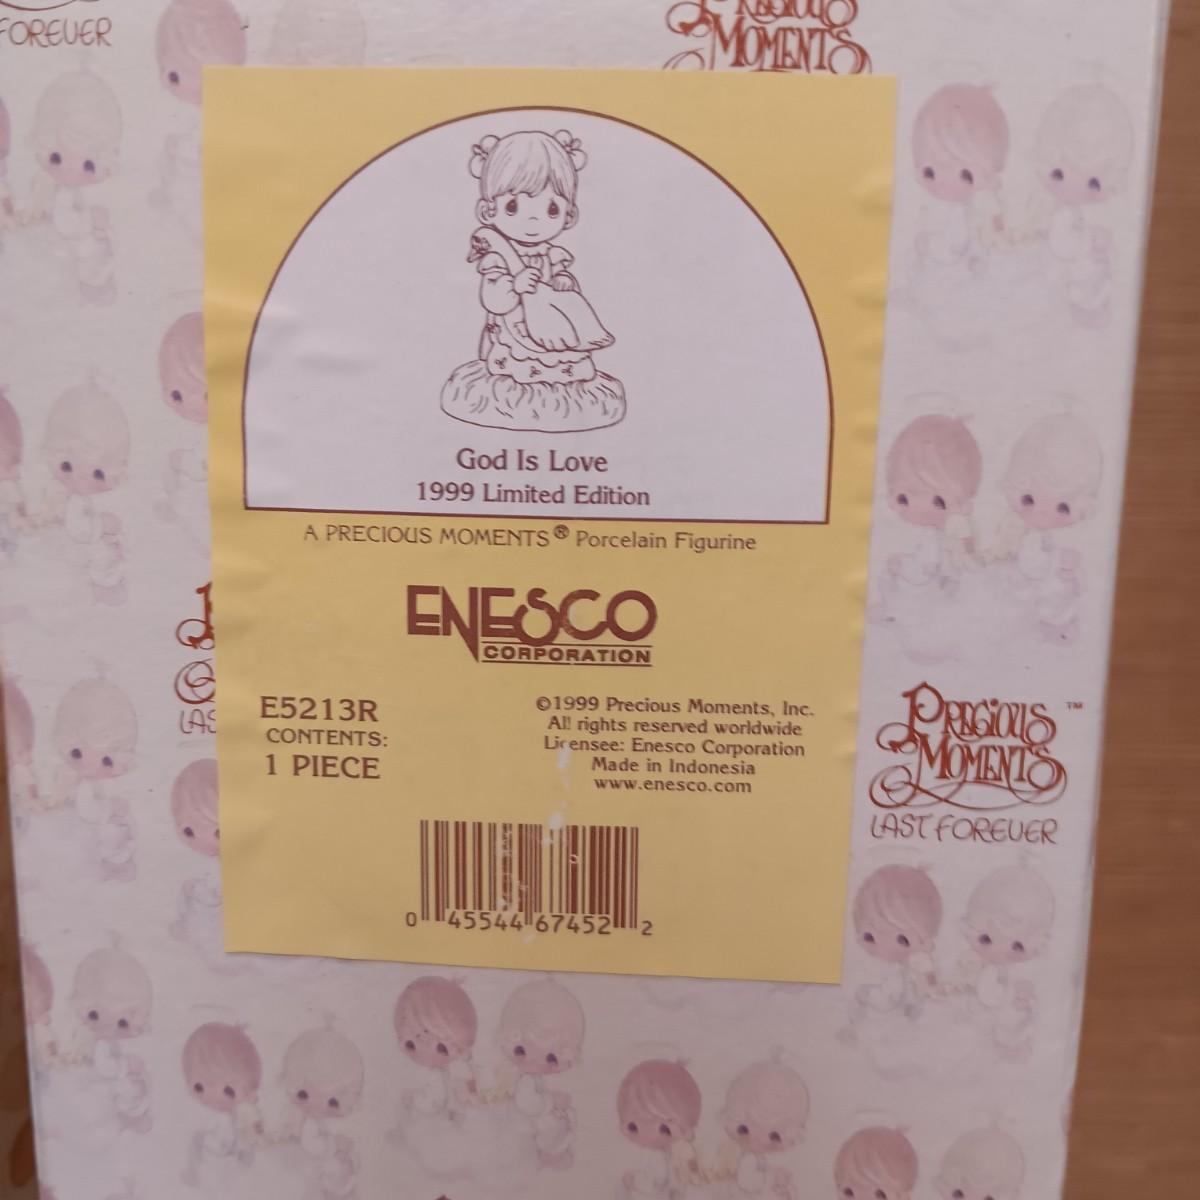 FOREVER
PRECIOUS
MOMENTS
God Is Love
1999 Limited Edition
A PRECIOUS MOMENTS® Porcelain Figurine
ENESCO
CORPORATION
E5213R
CONTENTS:
1 PIECE
©1999 Precious Moments, Inc.
All rights reserved worldwide
Licensee: Enesco Corporation
Made in Indonesia
www.enesco.com
0 45544 67452 2
PRECIOUS
MOMENTS™
LAST FOREVER